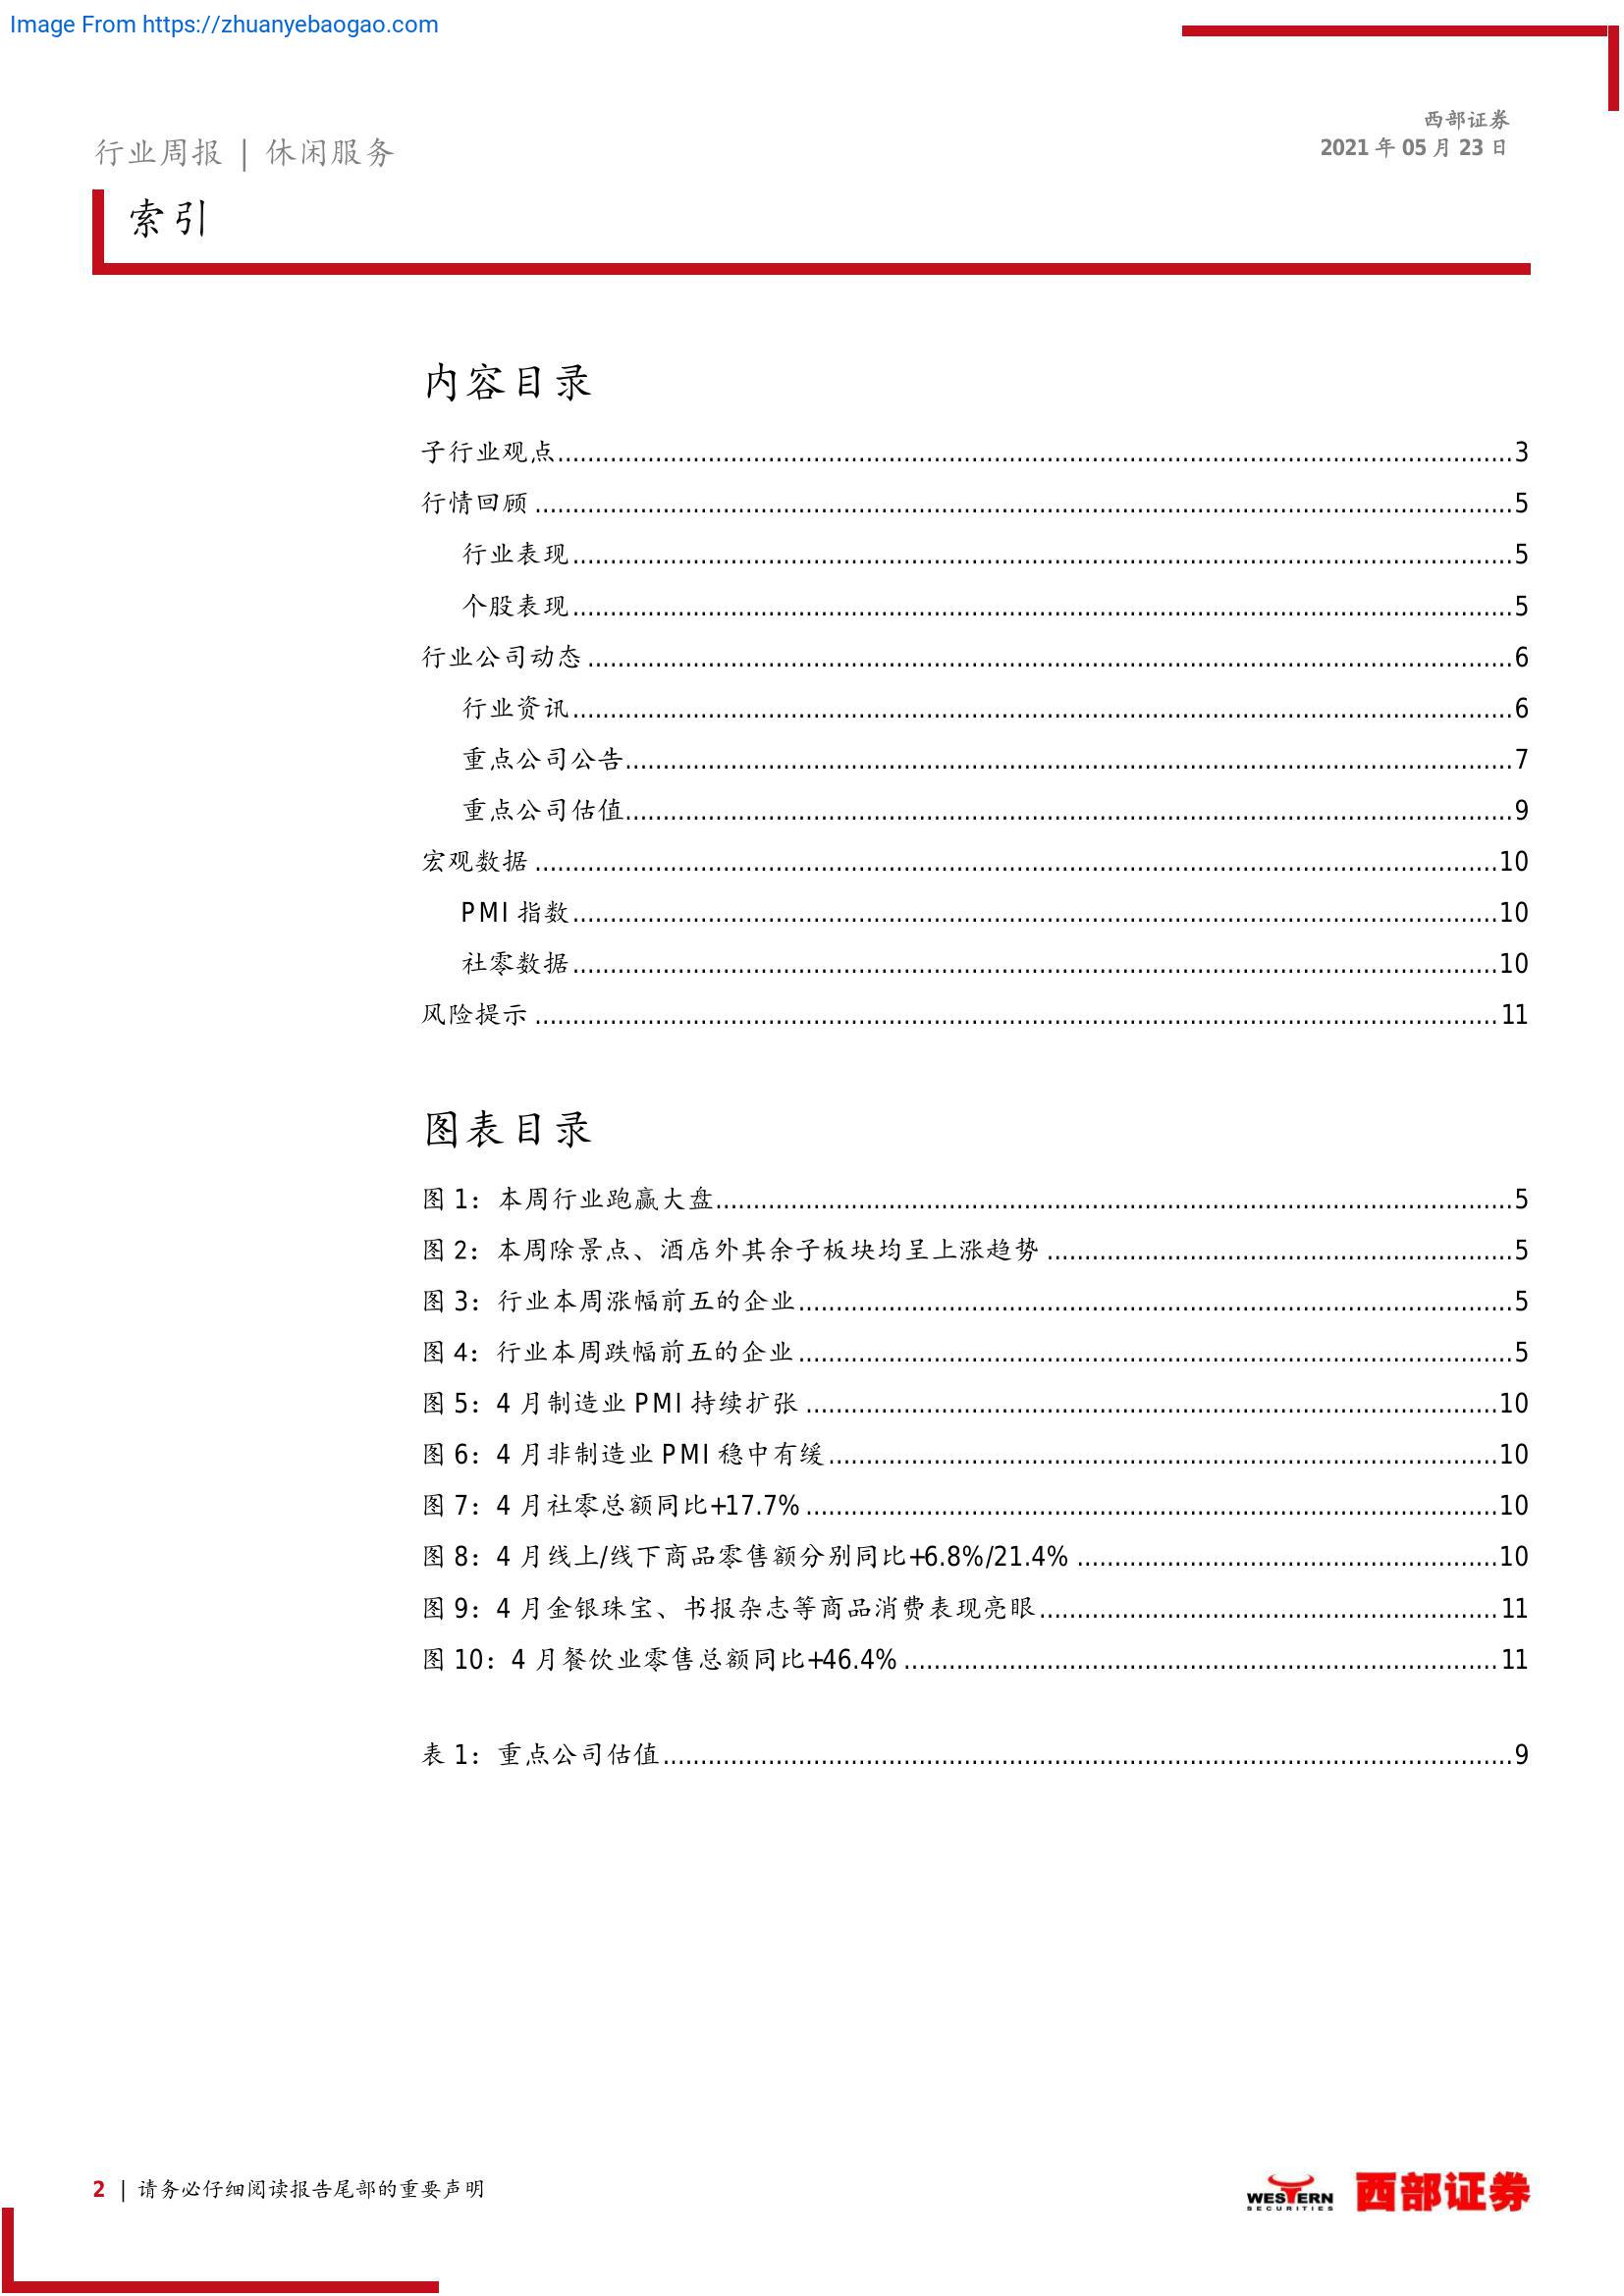 Image From https://zhuanyebaogao.com
西部证券
2021 年 05 月 23 日
行业周报 | 休闲服务
索引
内容目录
子行业观点 3
行情回顾 5
行业表现 5
个股表现 5
行业公司动态 6
行业资讯 6
重点公司公告 7
重点公司估值 9
宏观数据 10
PMI 指数 10
社零数据 10
风险提示 11
图表目录
图 1：本周行业跑赢大盘 5
图 2：本周除景点、酒店外其余子板块均呈上涨趋势 5
图 3：行业本周涨幅前五的企业 5
图 4：行业本周跌幅前五的企业 5
图 5：4 月制造业 PMI 持续扩张 10
图 6：4 月非制造业 PMI 稳中有缓 10
图 7：4 月社零总额同比+17.7% 10
图 8：4 月线上/线下商品零售额分别同比+6.8%/21.4% 10
图 9：4 月金银珠宝、书报杂志等商品消费表现亮眼 11
图 10：4 月餐饮业零售总额同比+46.4% 11
表 1：重点公司估值 9
2 | 请务必仔细阅读报告尾部的重要声明
WESTERN
SECURITIES
西部证券